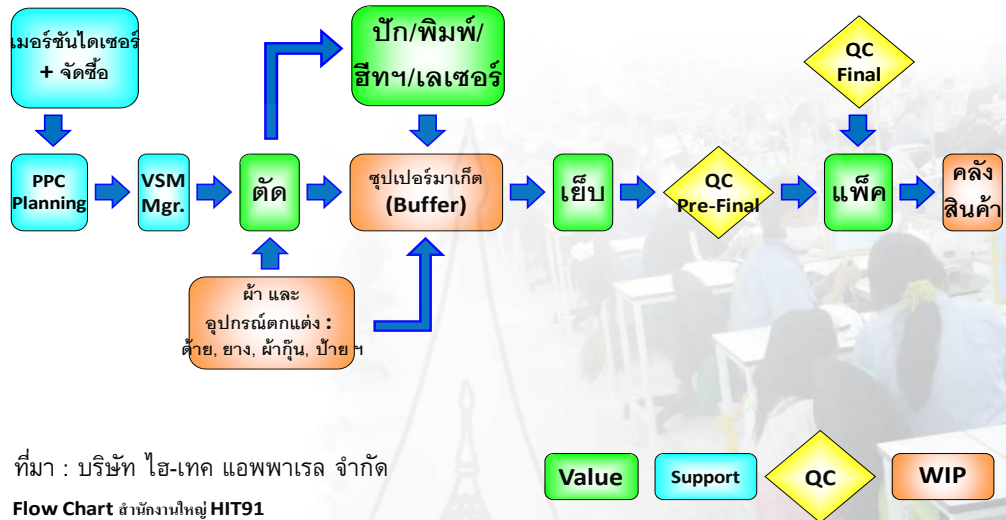 เมอร์ซันไดเซอร์
+ จัดซื้อ
ปัก/พิมพ์/
ฮีทฯ/เลเซอร์
QC
Final
PPC
Planning
VSM
Mgr.
ตัด
ซุปเปอร์มาเก็ต
(Buffer)
เย็บ
QC
Pre-Final
แพ็ค
คลัง
สินค้า
ผ้า และ
อุปกรณ์ตกแต่ง :
ด้าย, ยาง, ผ้ากุ๊น, ป้าย ฯ
ที่มา : บริษัท ไฮ-เทค แอพพาเรล จำกัด
Flow Chart สำนักงานใหญ่ HIT91
Value
Support
QC
WIP